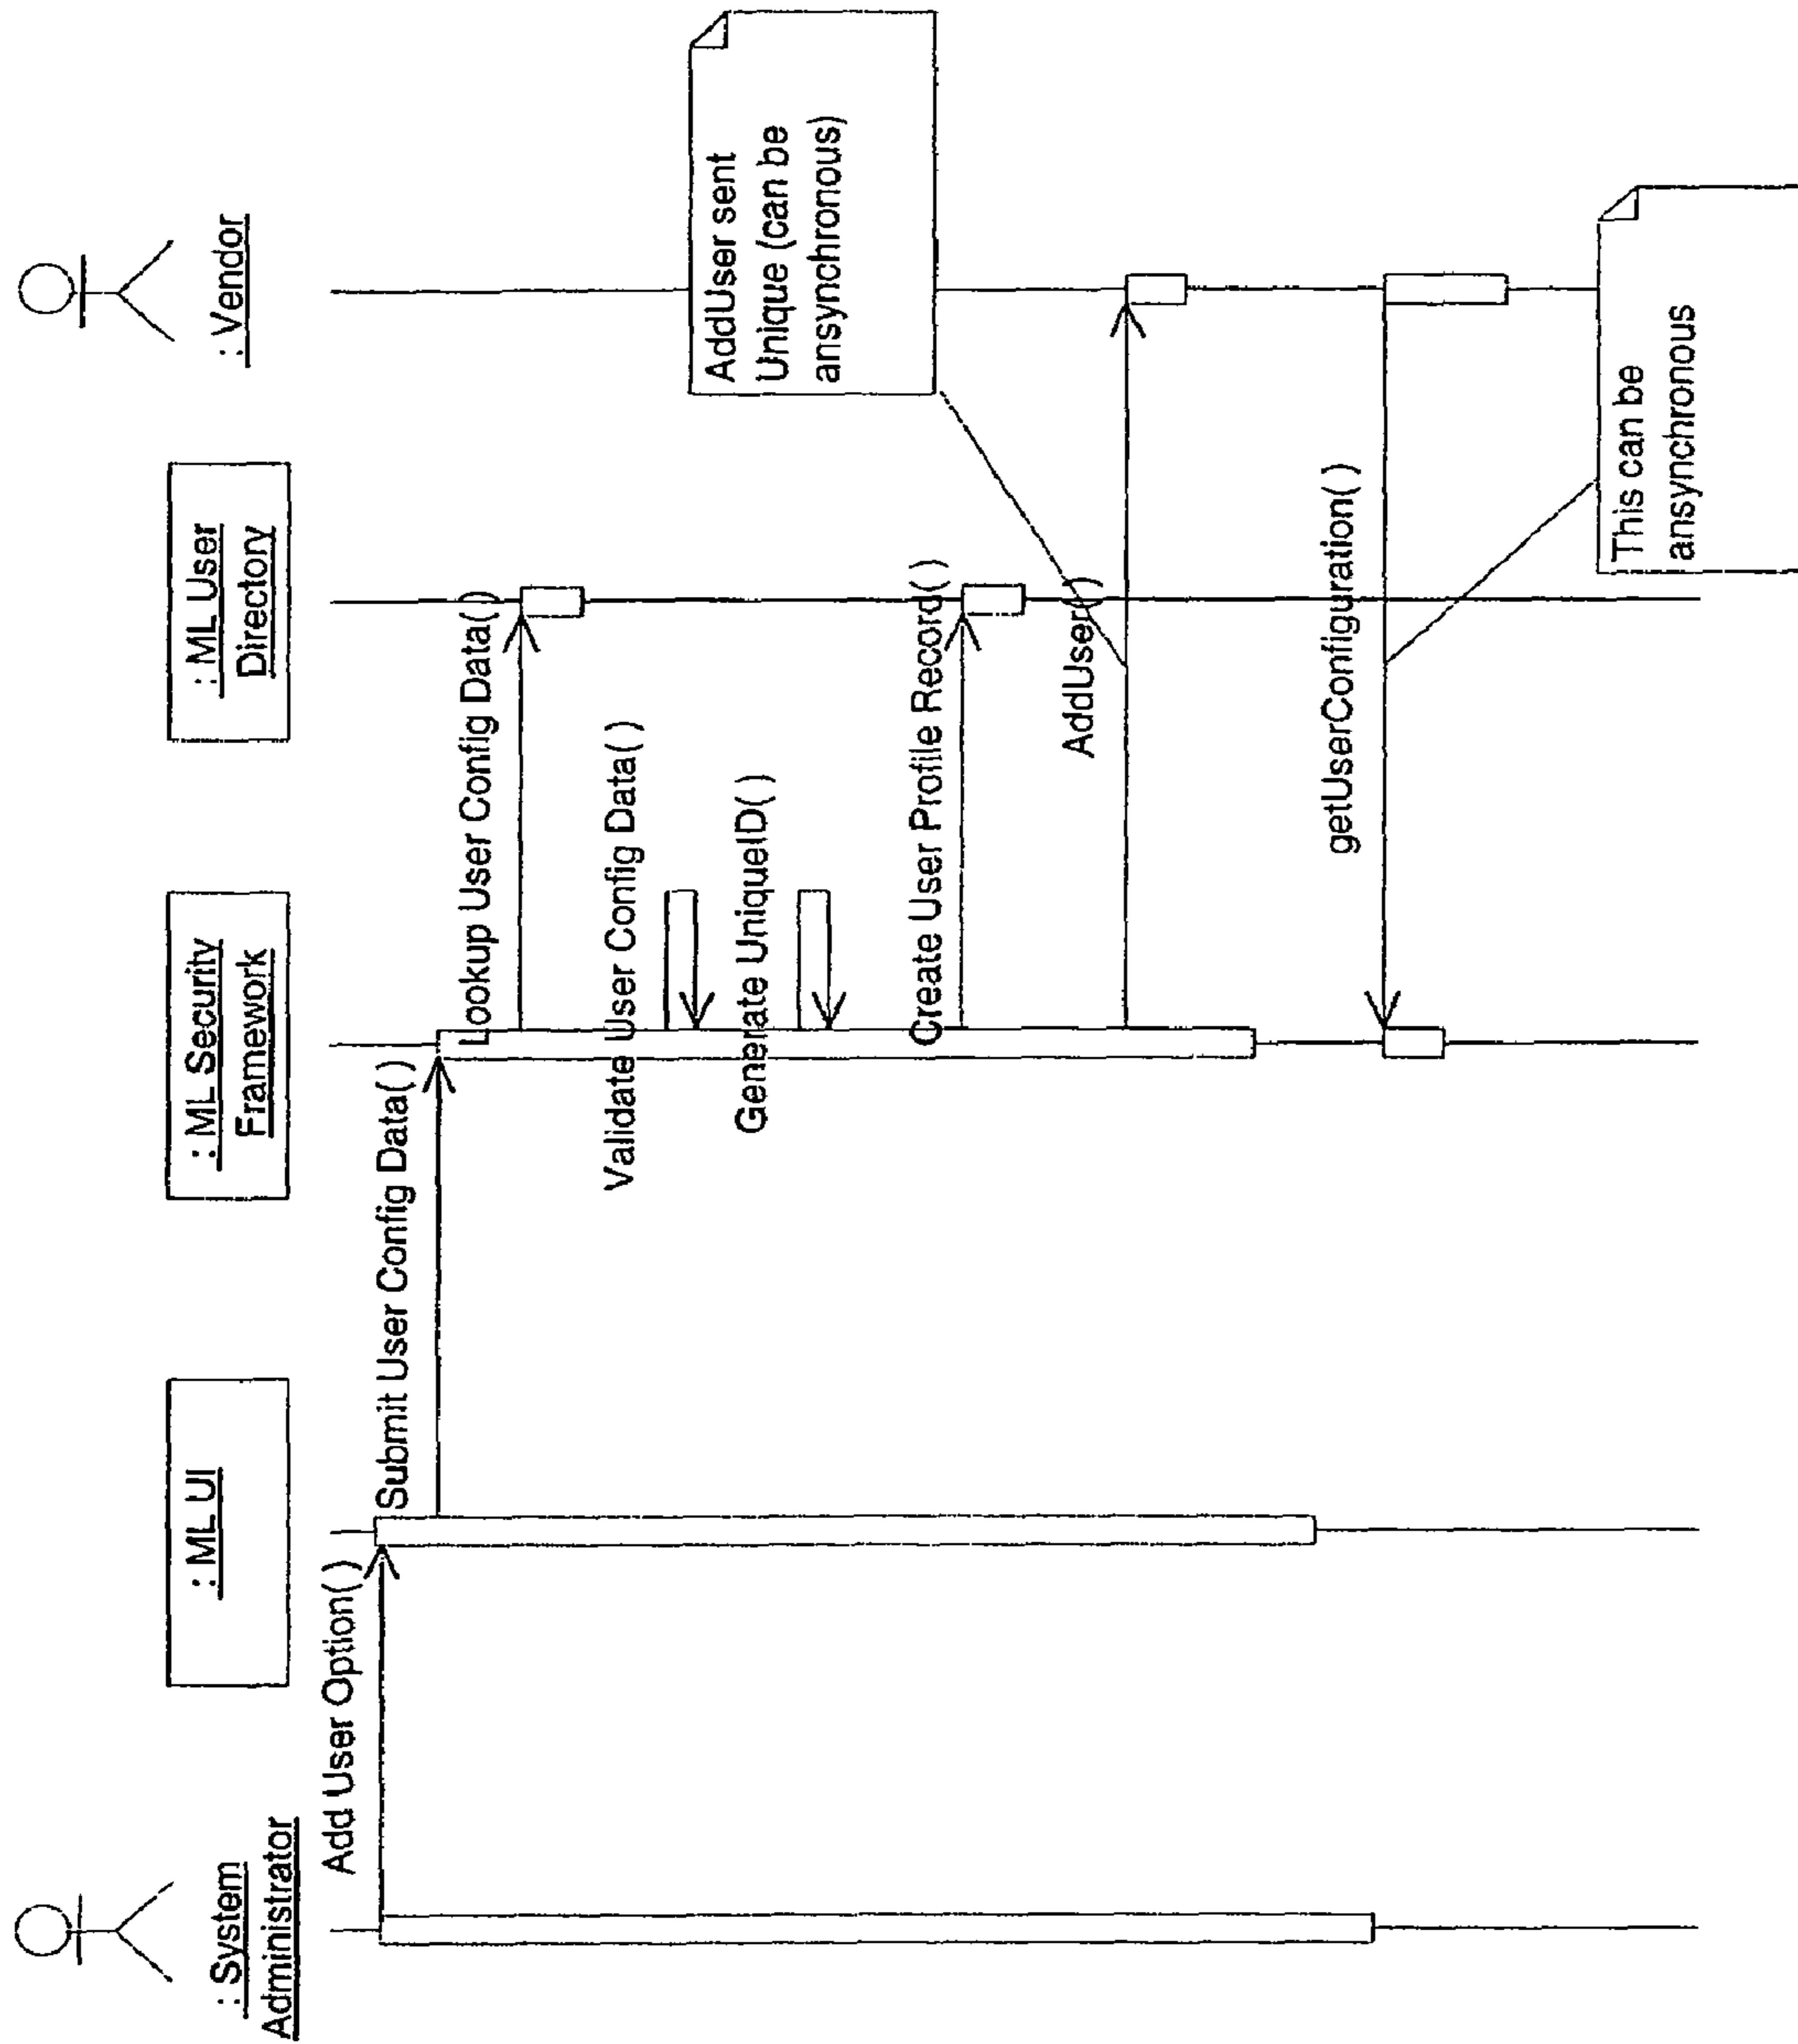 : System
Administrator
: ML UI
: ML Security
Framework
: ML User
Directory
: Vendor
Add User Option( )
Submit User Config Data( )
Lookup User Config Data( )
Validate User Config Data( )
Generate UniqueID( )
AddUser sent
Unique (can be
ansynchronous)
Create User Profile Record( )
AddUser( )
getUserConfiguration( )
This can be
ansynchronous